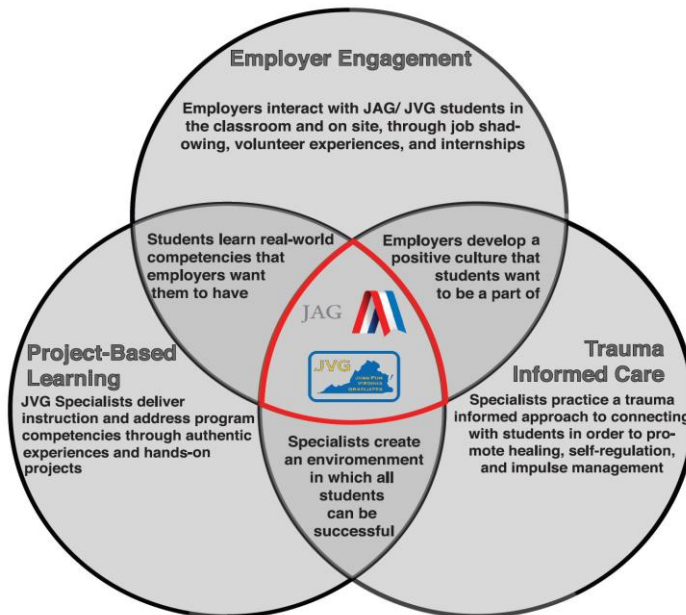 Employer Engagement
Employers interact with JAG/ JVG students in
the classroom and on site, through job shad-
owing, volunteer experiences, and internships
Students learn real-world
competencies that
employers want
them to have
Employers develop a
positive culture that
students want
to be a part of
JAG
JVG
JOBS FOR
VIRGINIA
GRADUATES
Project-Based
Learning
JVG Specialists deliver
instruction and address program
competencies through authentic
experiences and hands-on
projects
Trauma
Informed Care
Specialists practice a trauma
informed approach to connecting
with students in order to pro-
mote healing, self-regulation,
and impulse management
Specialists create
an enviromenment
in which all
students
can be
successful